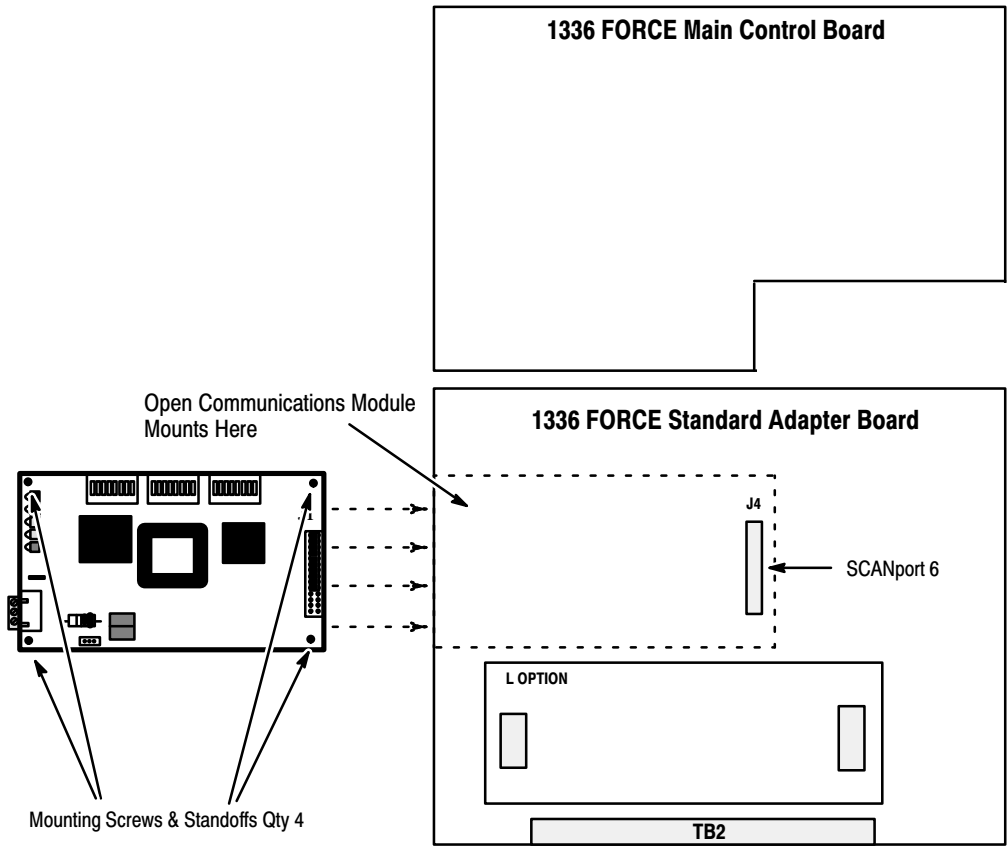 1336 FORCE Main Control Board
Open Communications Module
Mounts Here
1336 FORCE Standard Adapter Board
J4
SCANport 6
L OPTION
Mounting Screws & Standoffs Qty 4
TB2